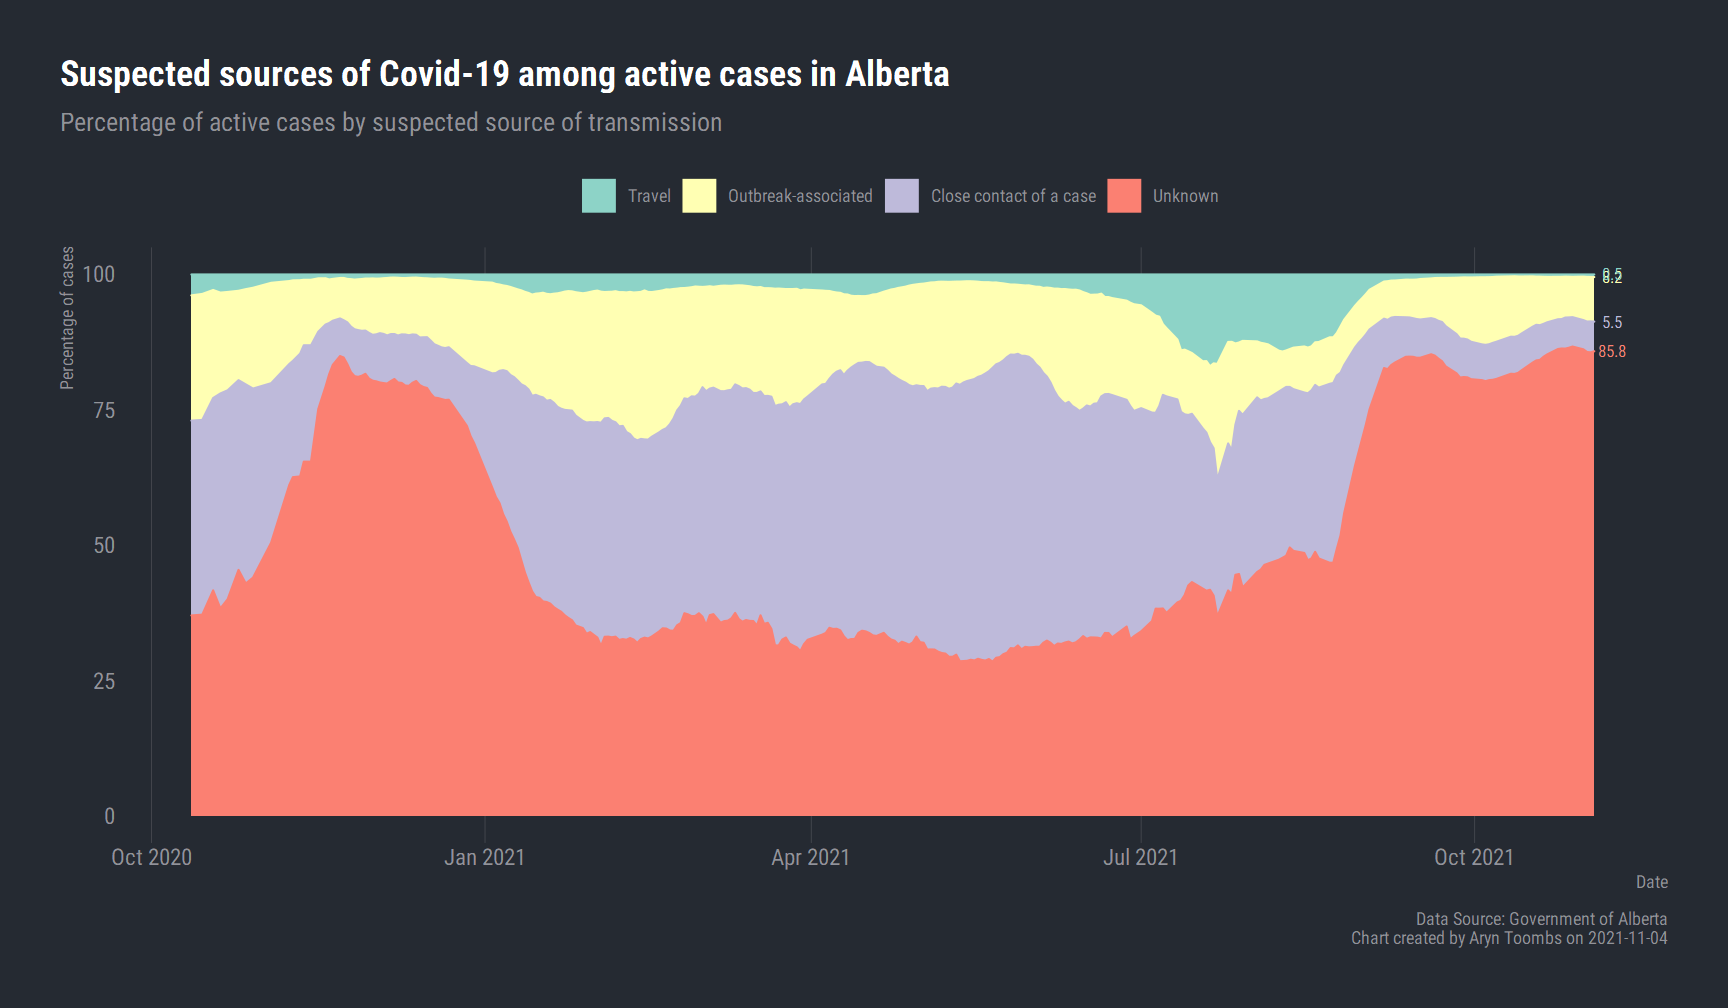 Suspected sources of Covid-19 among active cases in Alberta
Percentage of active cases by suspected source of transmission
Travel Outbreak-associated Close contact of a case Unknown
Percentage of cases
100
75
50
25
0
8.2
5.5
85.8
Oct 2020 Jan 2021 Apr 2021 Jul 2021 Oct 2021
Date
Data Source: Government of Alberta
Chart created by Aryn Toombs on 2021-11-04